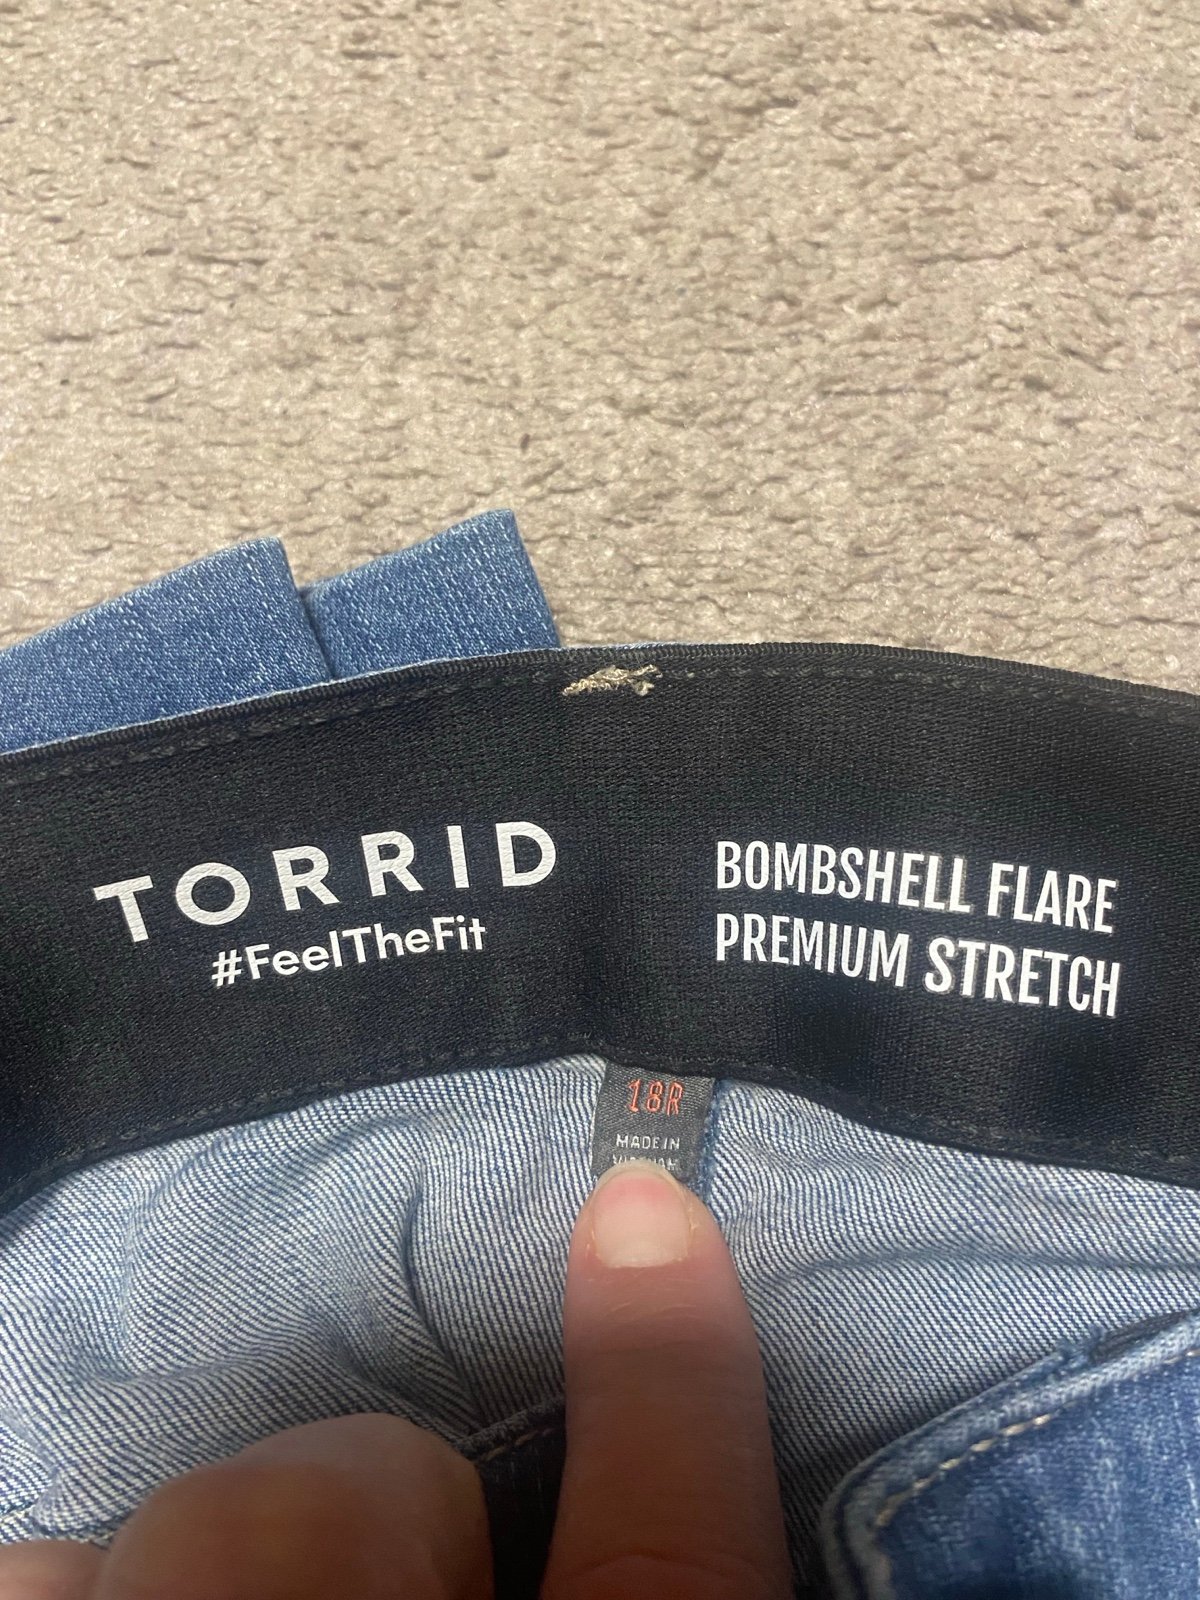 TORRID
#FeelTheFit
BOMBSHELL FLARE
PREMIUM STRETCH
18R
MADE IN